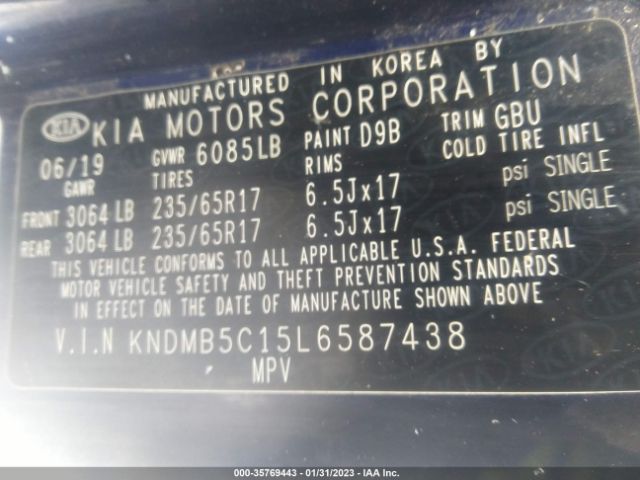 MANUFACTURED IN KOREA BY
KIA KIA MOTORS CORPORATION
06/19 GVWR 6085LB PAINT D9B TRIM GBU
GAWR TIRES RIMS COLD TIRE INFL
FRONT 3064 LB 235/65R17 6.5Jx17 psi SINGLE
REAR 3064 LB 235/65R17 6.5Jx17 psi SINGLE
THIS VEHICLE CONFORMS TO ALL APPLICABLE U.S.A. FEDERAL
MOTOR VEHICLE SAFETY AND THEFT PREVENTION STANDARDS
IN EFFECT ON THE DATE OF MANUFACTURE SHOWN ABOVE
V.I.N KNDMB5C15L6587438
MPV
000-35769443 - 01/31/2023 - IAA Inc.